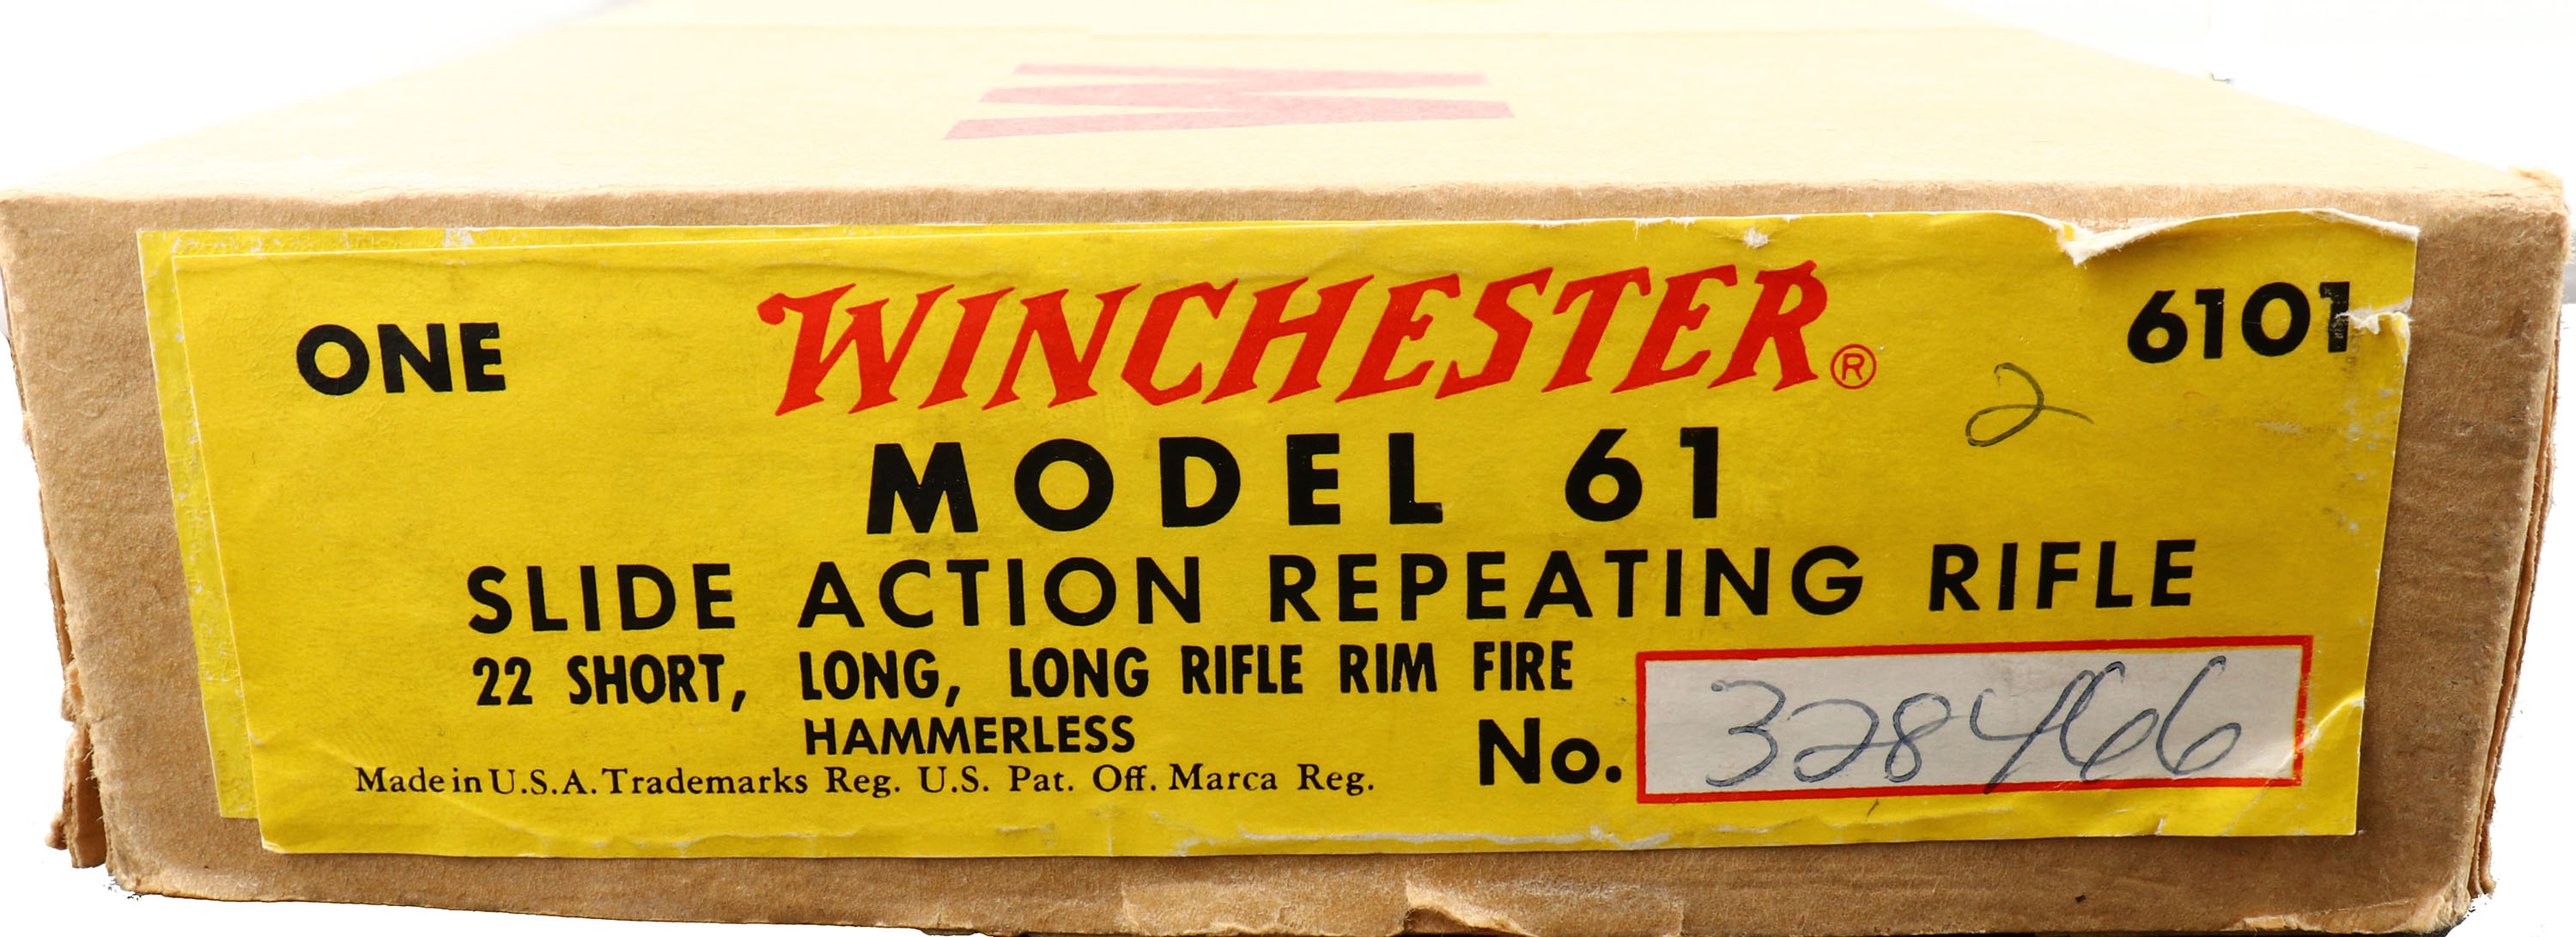 W
ONE WINCHESTER® 6101
2
MODEL 61
SLIDE ACTION REPEATING RIFLE
22 SHORT, LONG, LONG RIFLE RIM FIRE
HAMMERLESS
No. 328466
Made in U.S.A. Trademarks Reg. U.S. Pat. Off. Marca Reg.